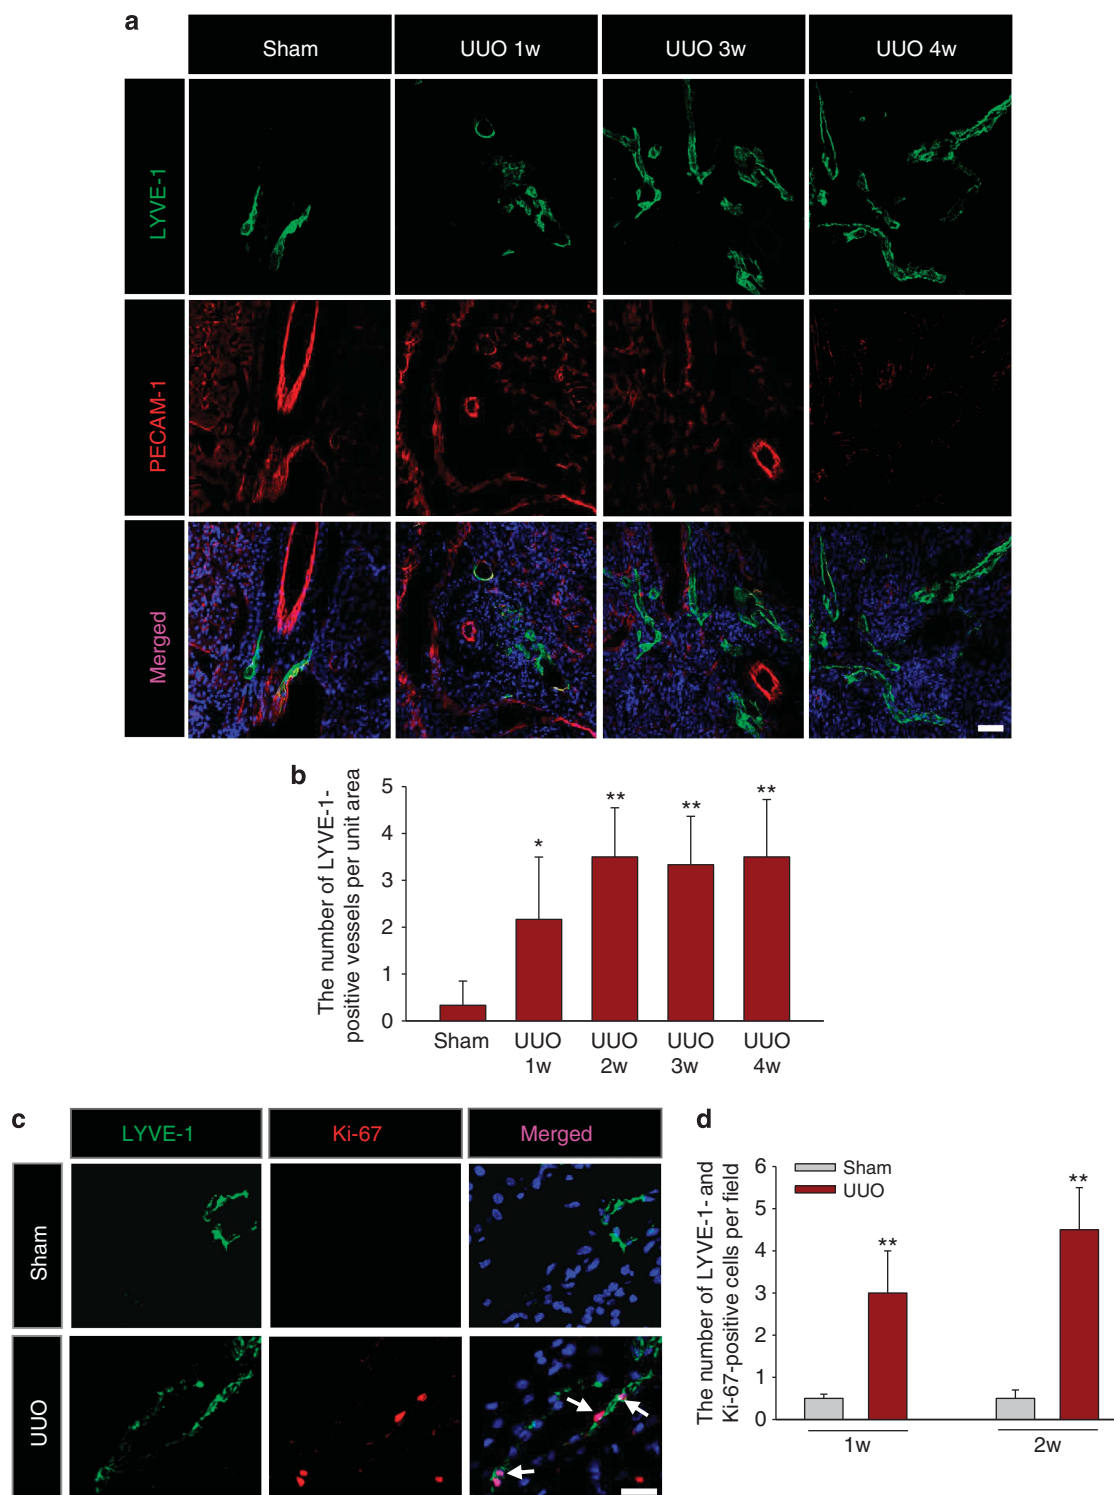 a
Sham
UUO 1w
UUO 3w
UUO 4w
LYVE-1
PECAM-1
Merged
b
The number of LYVE-1-
positive vessels per unit area
5
4
3
2
1
0
*
**
**
**
Sham
UUO
1w
UUO
2w
UUO
3w
UUO
4w
c
LYVE-1
Ki-67
Merged
Sham
UUO
d
The number of LYVE-1- and
Ki-67-positive cells per field
6
5
4
3
2
1
0
Sham
UUO
**
**
1w
2w